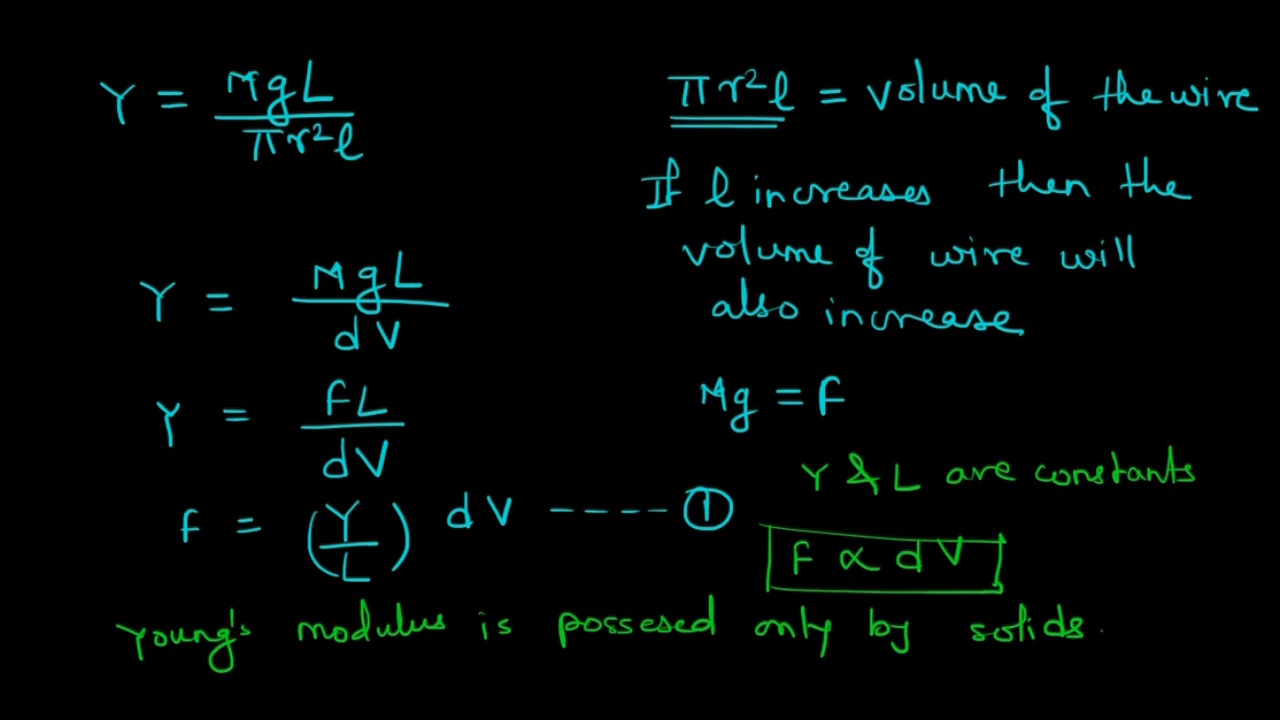 Y = MgL / πr²l
πr²l = volume of the wire
If l increases then the
volume of wire will
also increase.
Y = MgL / dV
Mg = F
Y = FL / dV
Y & L are constants
F = (Y/L) dV ----- ①
F ∝ dV
Young's modulus is possesed only by solids.